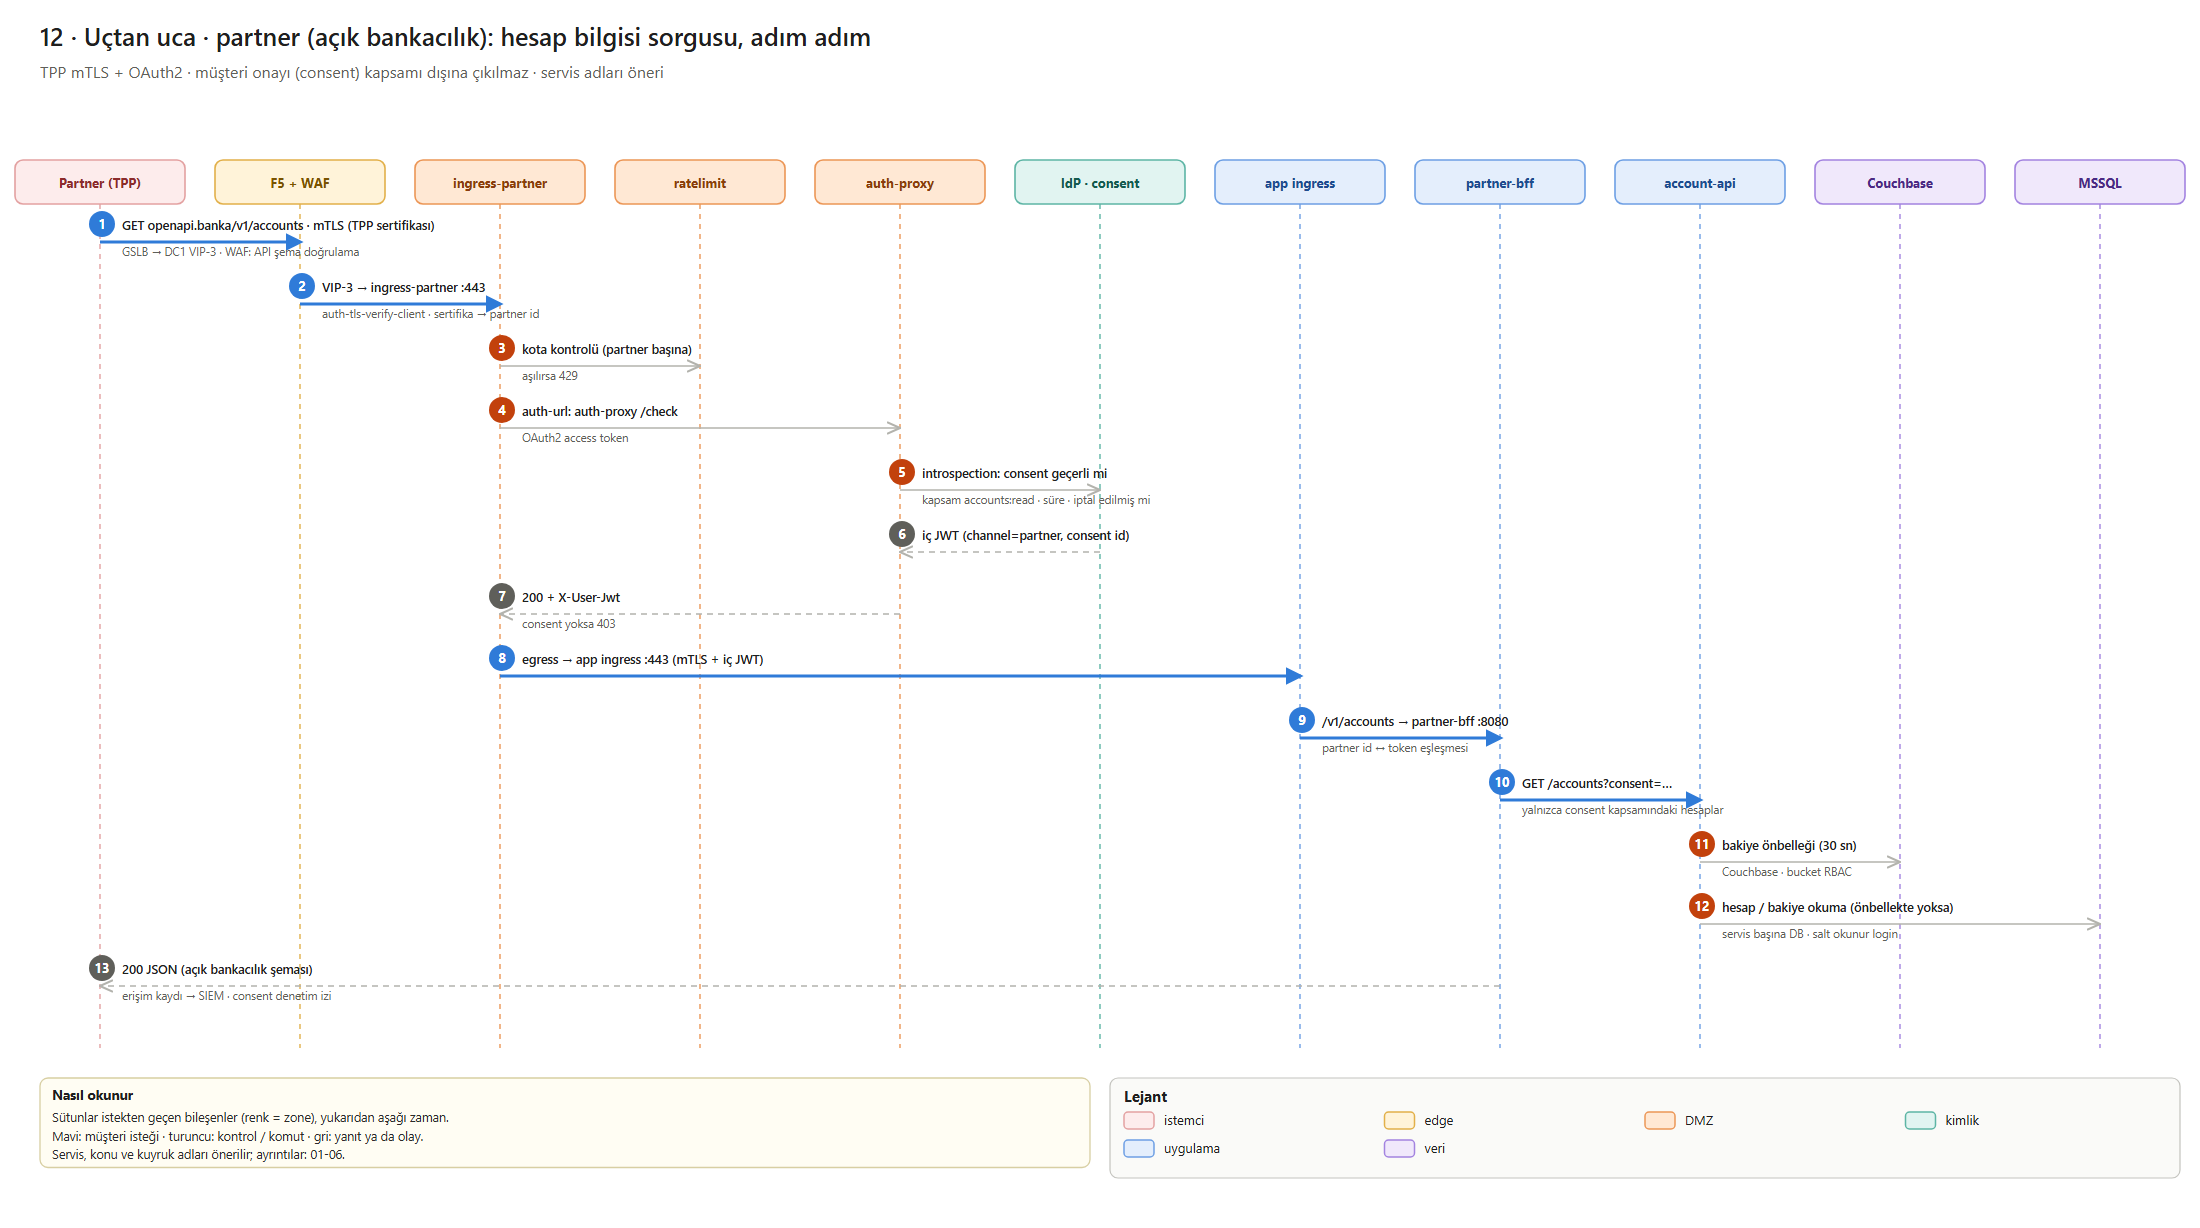 12 · Uçtan uca · partner (açık bankacılık): hesap bilgisi sorgusu, adım adım
TPP mTLS + OAuth2 · müşteri onayı (consent) kapsamı dışına çıkılmaz · servis adları öneri
Partner (TPP)
F5 + WAF
ingress-partner
ratelimit
auth-proxy
IdP · consent
app ingress
partner-bff
account-api
Couchbase
MSSQL
1 GET openapi.banka/v1/accounts · mTLS (TPP sertifikası)
GSLB → DC1 VIP-3 · WAF: API şema doğrulama
2 VIP-3 → ingress-partner :443
auth-tls-verify-client · sertifika → partner id
3 kota kontrolü (partner başına)
aşılırsa 429
4 auth-url: auth-proxy /check
OAuth2 access token
5 introspection: consent geçerli mi
kapsam accounts:read · süre · iptal edilmiş mi
6 iç JWT (channel=partner, consent id)
7 200 + X-User-Jwt
consent yoksa 403
8 egress → app ingress :443 (mTLS + iç JWT)
9 /v1/accounts → partner-bff :8080
partner id ↔ token eşleşmesi
10 GET /accounts?consent=...
yalnızca consent kapsamındaki hesaplar
11 bakiye önbelleği (30 sn)
Couchbase · bucket RBAC
12 hesap / bakiye okuma (önbellekte yoksa)
servis başına DB · salt okunur login
13 200 JSON (açık bankacılık şeması)
erişim kaydı → SIEM · consent denetim izi
Nasıl okunur
Sütunlar istekten geçen bileşenler (renk = zone), yukarıdan aşağı zaman.
Mavi: müşteri isteği · turuncu: kontrol / komut · gri: yanıt ya da olay.
Servis, konu ve kuyruk adları önerilir; ayrıntılar: 01-06.
Lejant
istemci
edge
DMZ
kimlik
uygulama
veri